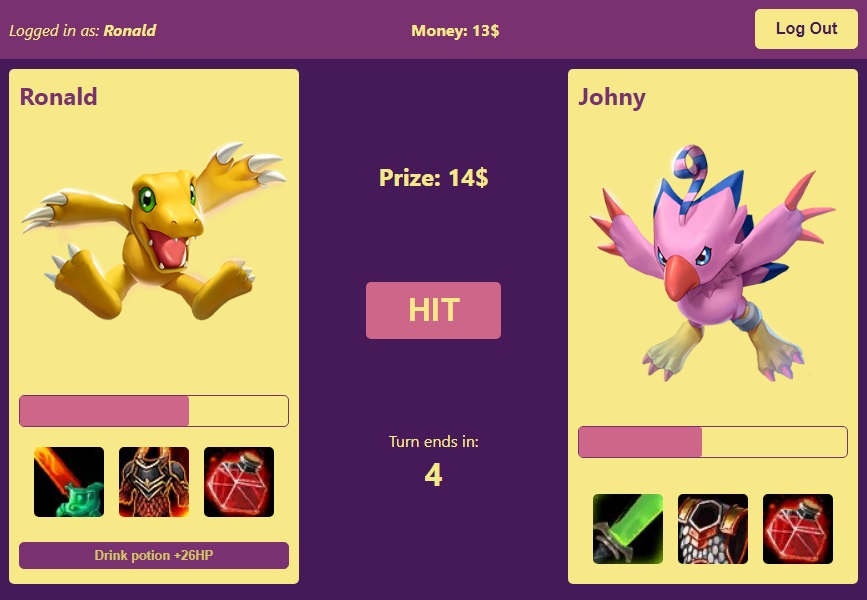 Logged in as: Ronald
Money: 13$
Log Out
Ronald
Johny
Prize: 14$
HIT
Turn ends in:
4
Drink potion +26HP